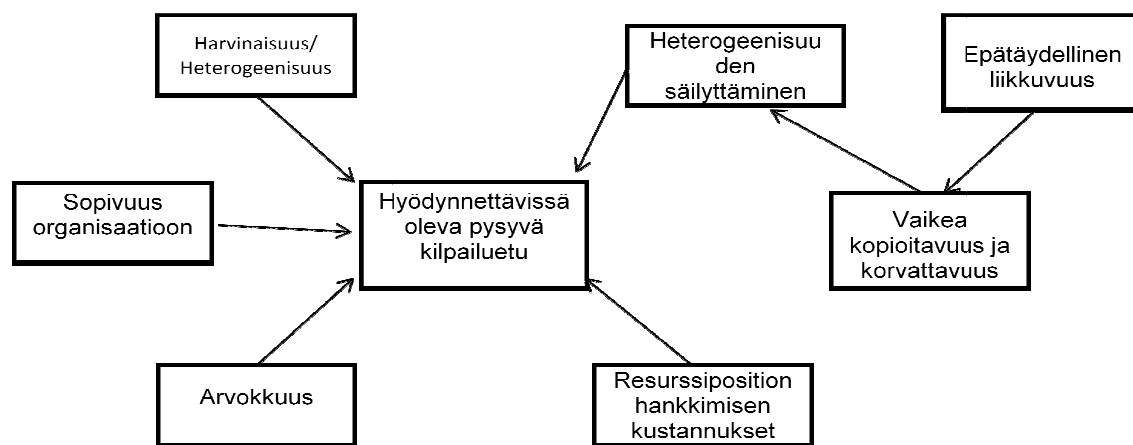 Harvinaisuus/
Heterogeenisuus
Heterogeenisuu
den
säilyttäminen
Epätäydellinen
liikkuvuus
Sopivuus
organisaatioon
Hyödynnettävissä
oleva pysyvä
kilpailuetu
Vaikea
kopioitavuus ja
korvattavuus
Arvokkuus
Resurssiposition
hankkimisen
kustannukset